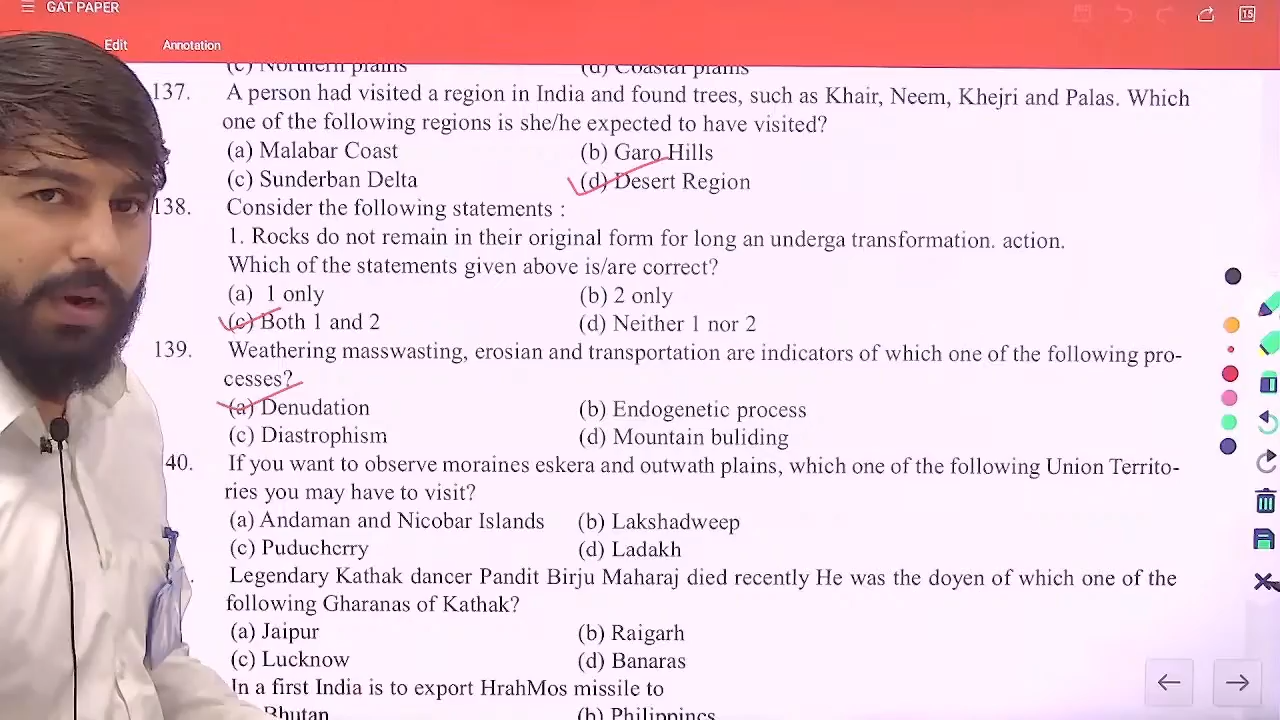 GAT PAPER
15
Edit Annotation
(c) Northern plains (d) Coastal plains
137. A person had visited a region in India and found trees, such as Khair, Neem, Khejri and Palas. Which
one of the following regions is she/he expected to have visited?
(a) Malabar Coast (b) Garo Hills
(c) Sunderban Delta (d) Desert Region
138. Consider the following statements :
1. Rocks do not remain in their original form for long an underga transformation. action.
Which of the statements given above is/are correct?
(a) 1 only (b) 2 only
(c) Both 1 and 2 (d) Neither 1 nor 2
139. Weathering masswasting, erosian and transportation are indicators of which one of the following pro-
cesses?
(a) Denudation (b) Endogenetic process
(c) Diastrophism (d) Mountain buliding
40. If you want to observe moraines eskera and outwath plains, which one of the following Union Territo-
ries you may have to visit?
(a) Andaman and Nicobar Islands (b) Lakshadweep
(c) Puducherry (d) Ladakh
. Legendary Kathak dancer Pandit Birju Maharaj died recently He was the doyen of which one of the
following Gharanas of Kathak?
(a) Jaipur (b) Raigarh
(c) Lucknow (d) Banaras
In a first India is to export HrahMos missile to
Bhutan (b) Philippines